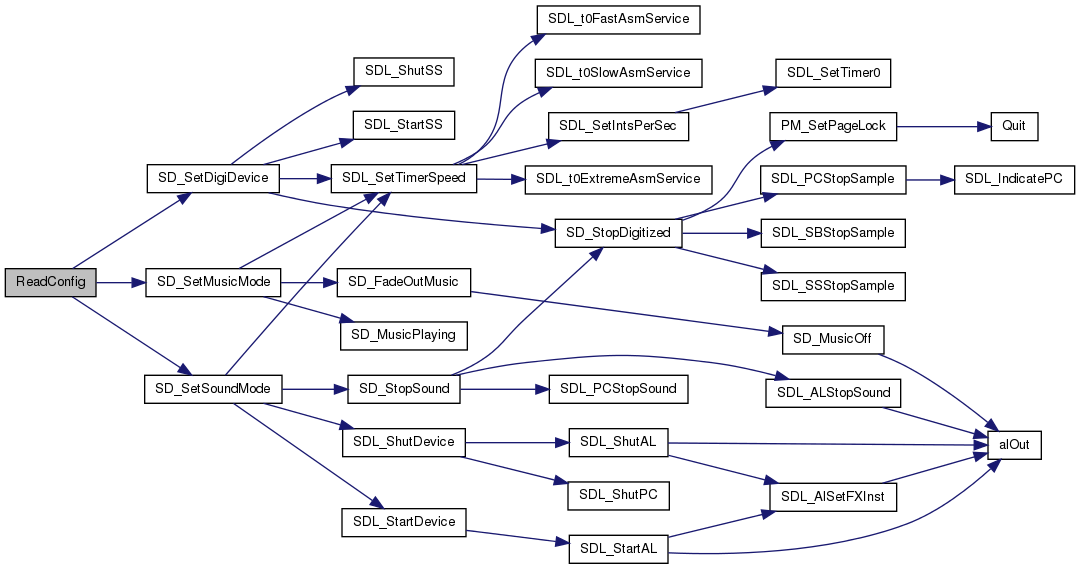 SDL_t0FastAsmService
SDL_ShutSS
SDL_t0SlowAsmService
SDL_SetTimer0
SDL_StartSS
SDL_SetIntsPerSec
PM_SetPageLock
Quit
SD_SetDigiDevice
SDL_SetTimerSpeed
SDL_t0ExtremeAsmService
SDL_PCStopSample
SDL_IndicatePC
SD_StopDigitized
SDL_SBStopSample
ReadConfig
SD_SetMusicMode
SD_FadeOutMusic
SDL_SSStopSample
SD_MusicPlaying
SD_MusicOff
SD_SetSoundMode
SD_StopSound
SDL_PCStopSound
SDL_ALStopSound
SDL_ShutDevice
SDL_ShutAL
alOut
SDL_ShutPC
SDL_AlSetFXInst
SDL_StartDevice
SDL_StartAL